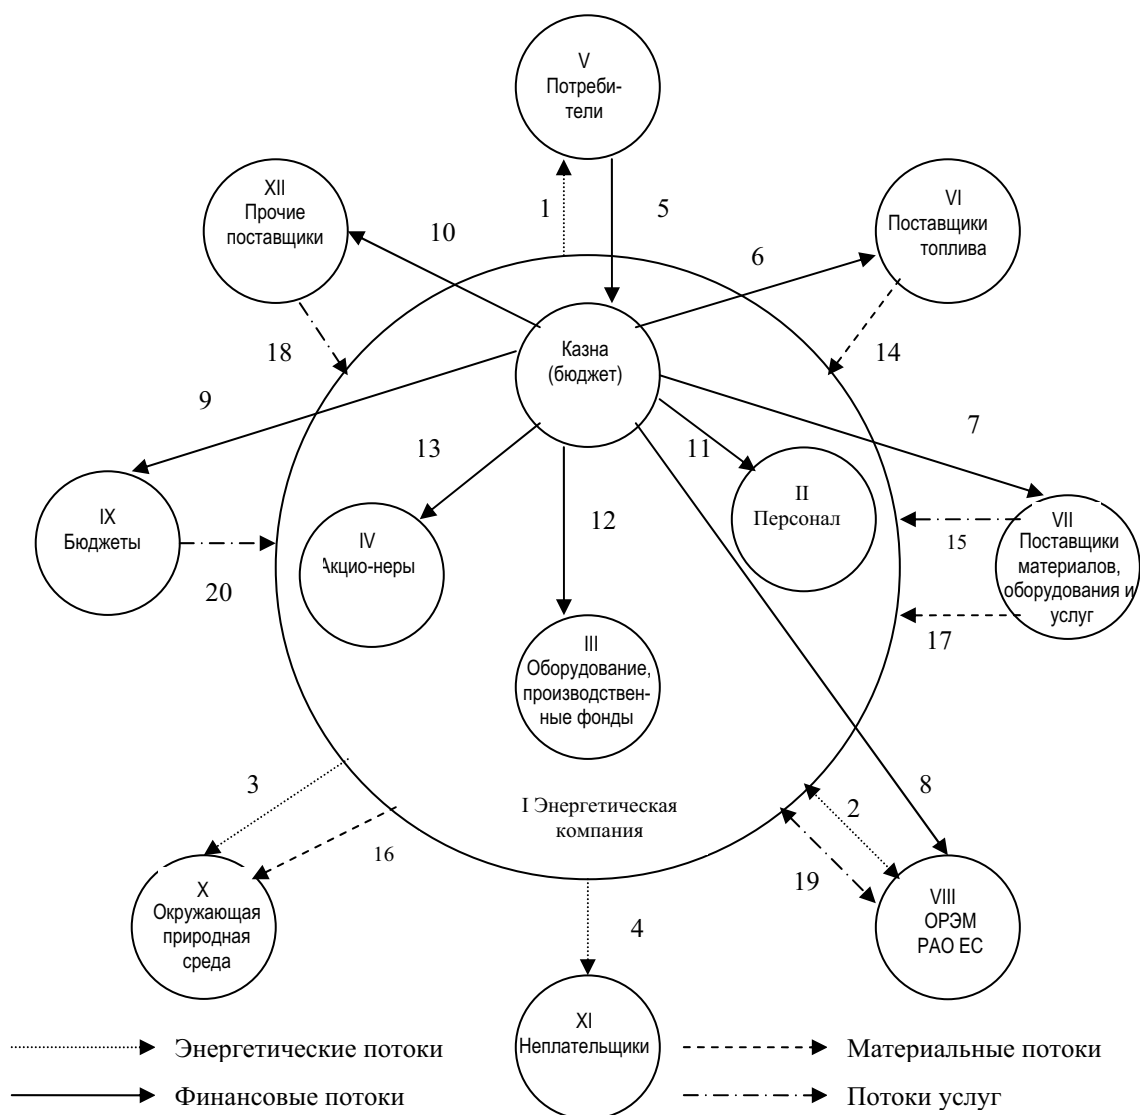 V
Потреби-
тели
XII
Прочие
поставщики
VI
Поставщики
топлива
1
5
10
6
18
14
Казна
(бюджет)
9
7
13
11
12
IX
Бюджеты
20
IV
Акцио-неры
II
Персонал
VII
Поставщики
материалов,
оборудования и
услуг
15
17
III
Оборудование,
производствен-
ные фонды
3
16
I Энергетическая
компания
8
2
19
4
X
Окружающая
природная
среда
VIII
ОРЭМ
РАО ЕС
XI
Неплательщики
Энергетические потоки
Материальные потоки
Финансовые потоки
Потоки услуг